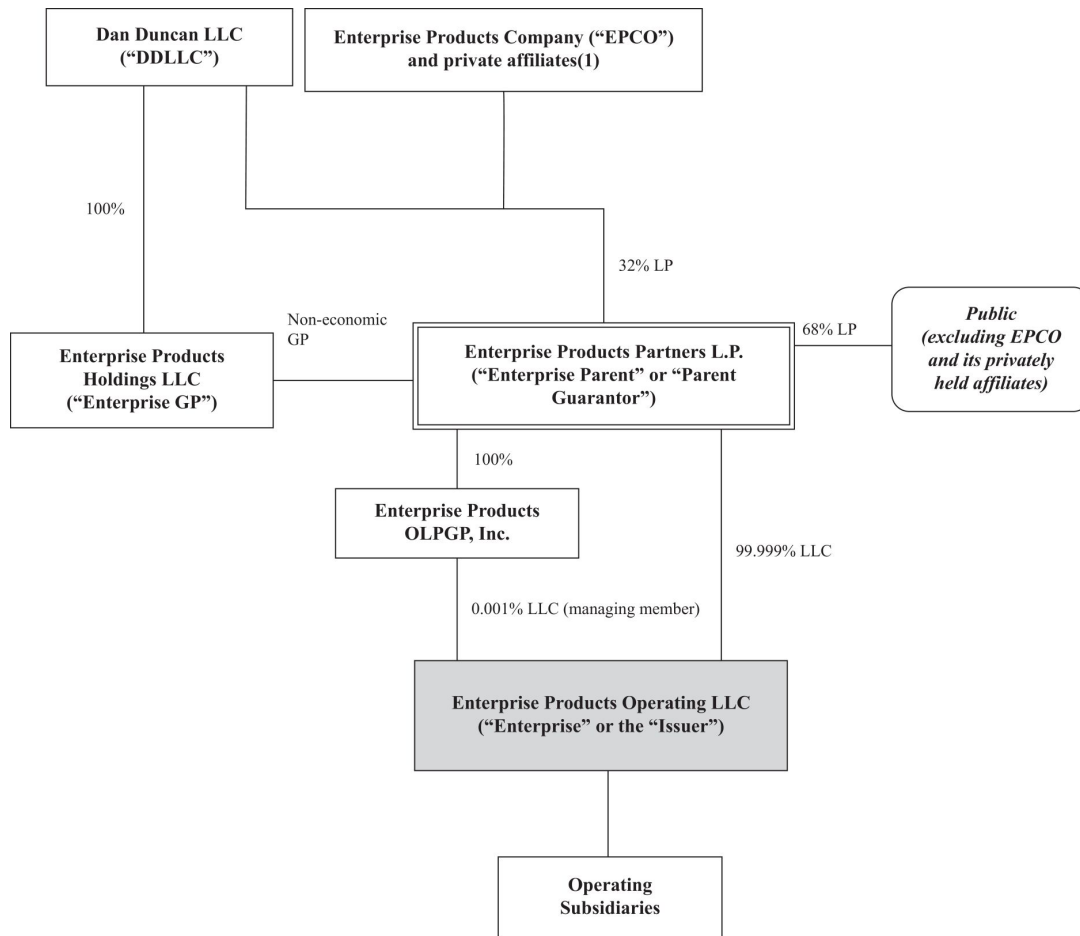 Dan Duncan LLC
(“DDLLC”)
Enterprise Products Company (“EPCO”)
and private affiliates(1)
100%
32% LP
Non-economic
GP
68% LP
Public
(excluding EPCO
and its privately
held affiliates)
Enterprise Products
Holdings LLC
(“Enterprise GP”)
Enterprise Products Partners L.P.
(“Enterprise Parent” or “Parent
Guarantor”)
100%
Enterprise Products
OLPGP, Inc.
99.999% LLC
0.001% LLC (managing member)
Enterprise Products Operating LLC
(“Enterprise” or the “Issuer”)
Operating
Subsidiaries